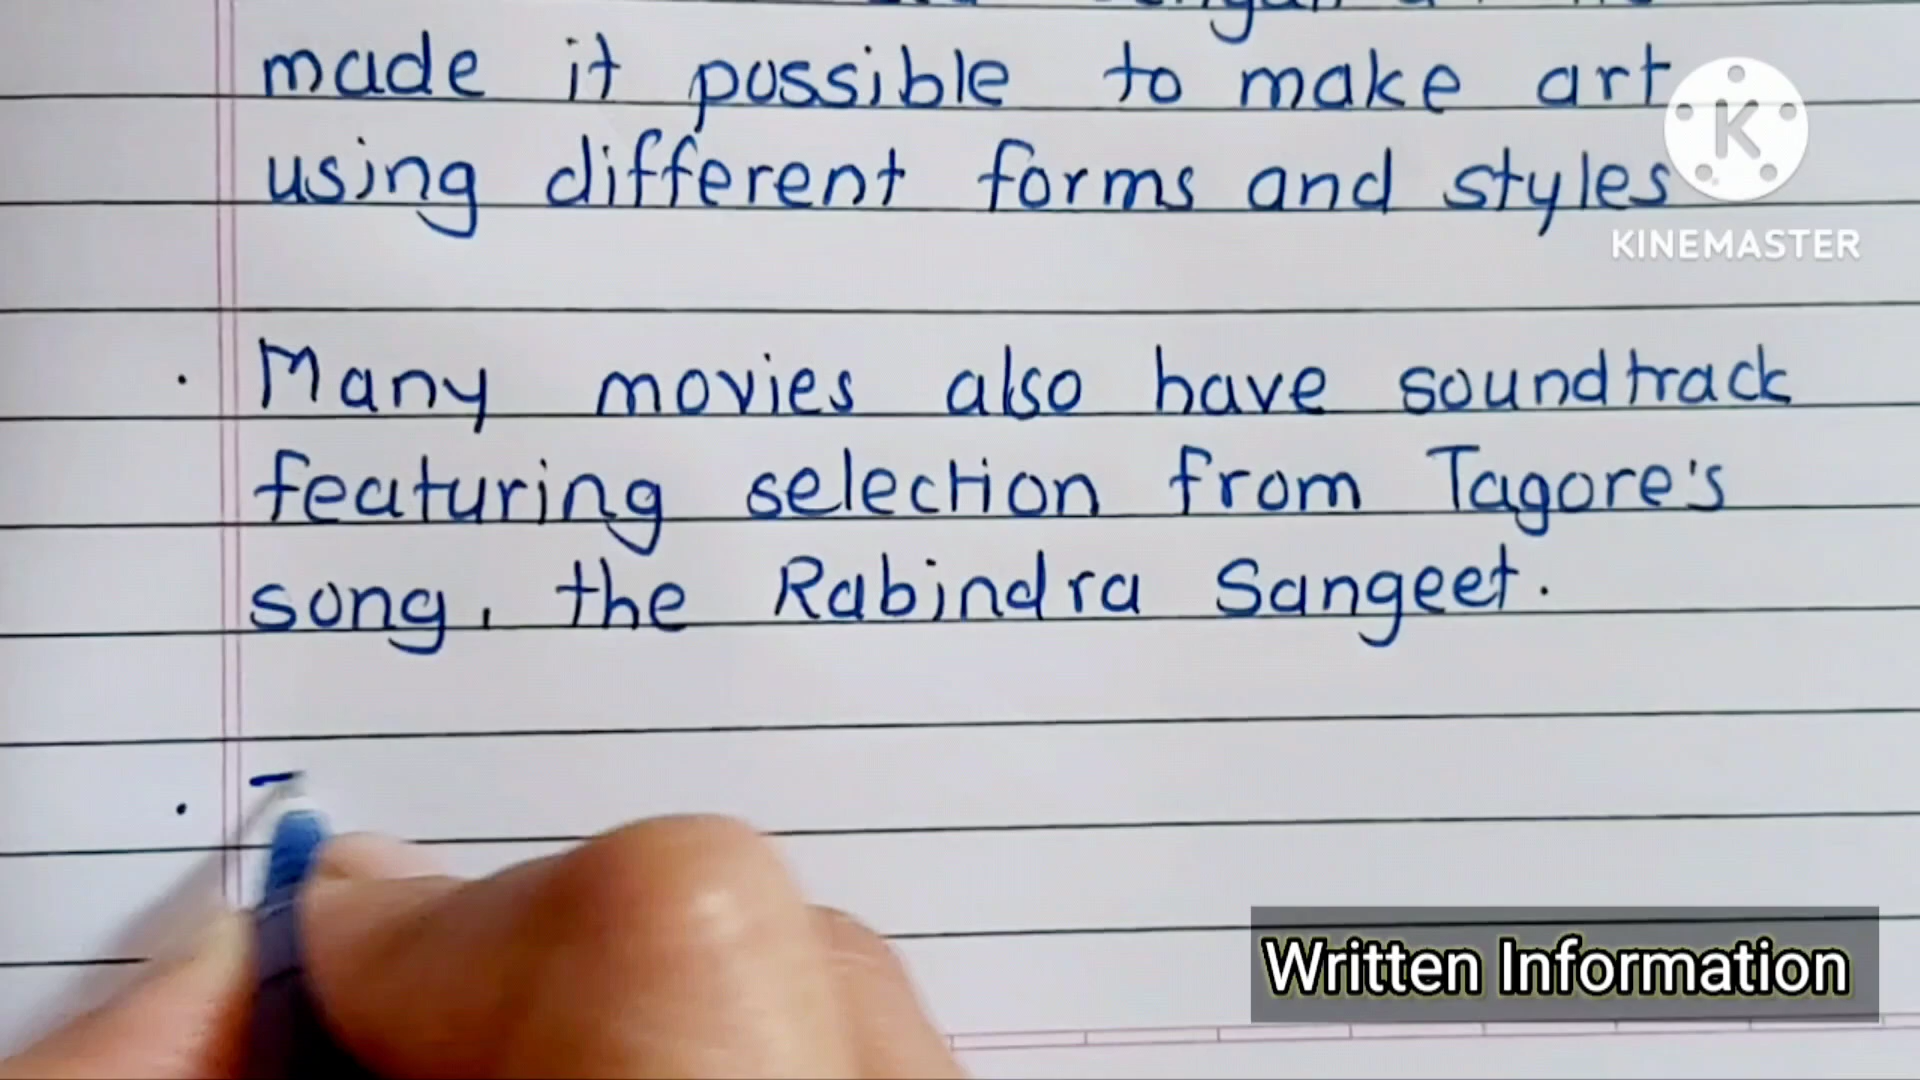 made it possible to make art
using different forms and styles
K
KINEMASTER
. Many movies also have soundtrack
featuring selection from Tagore's
song, the Rabindra Sangeet.
.
Written Information